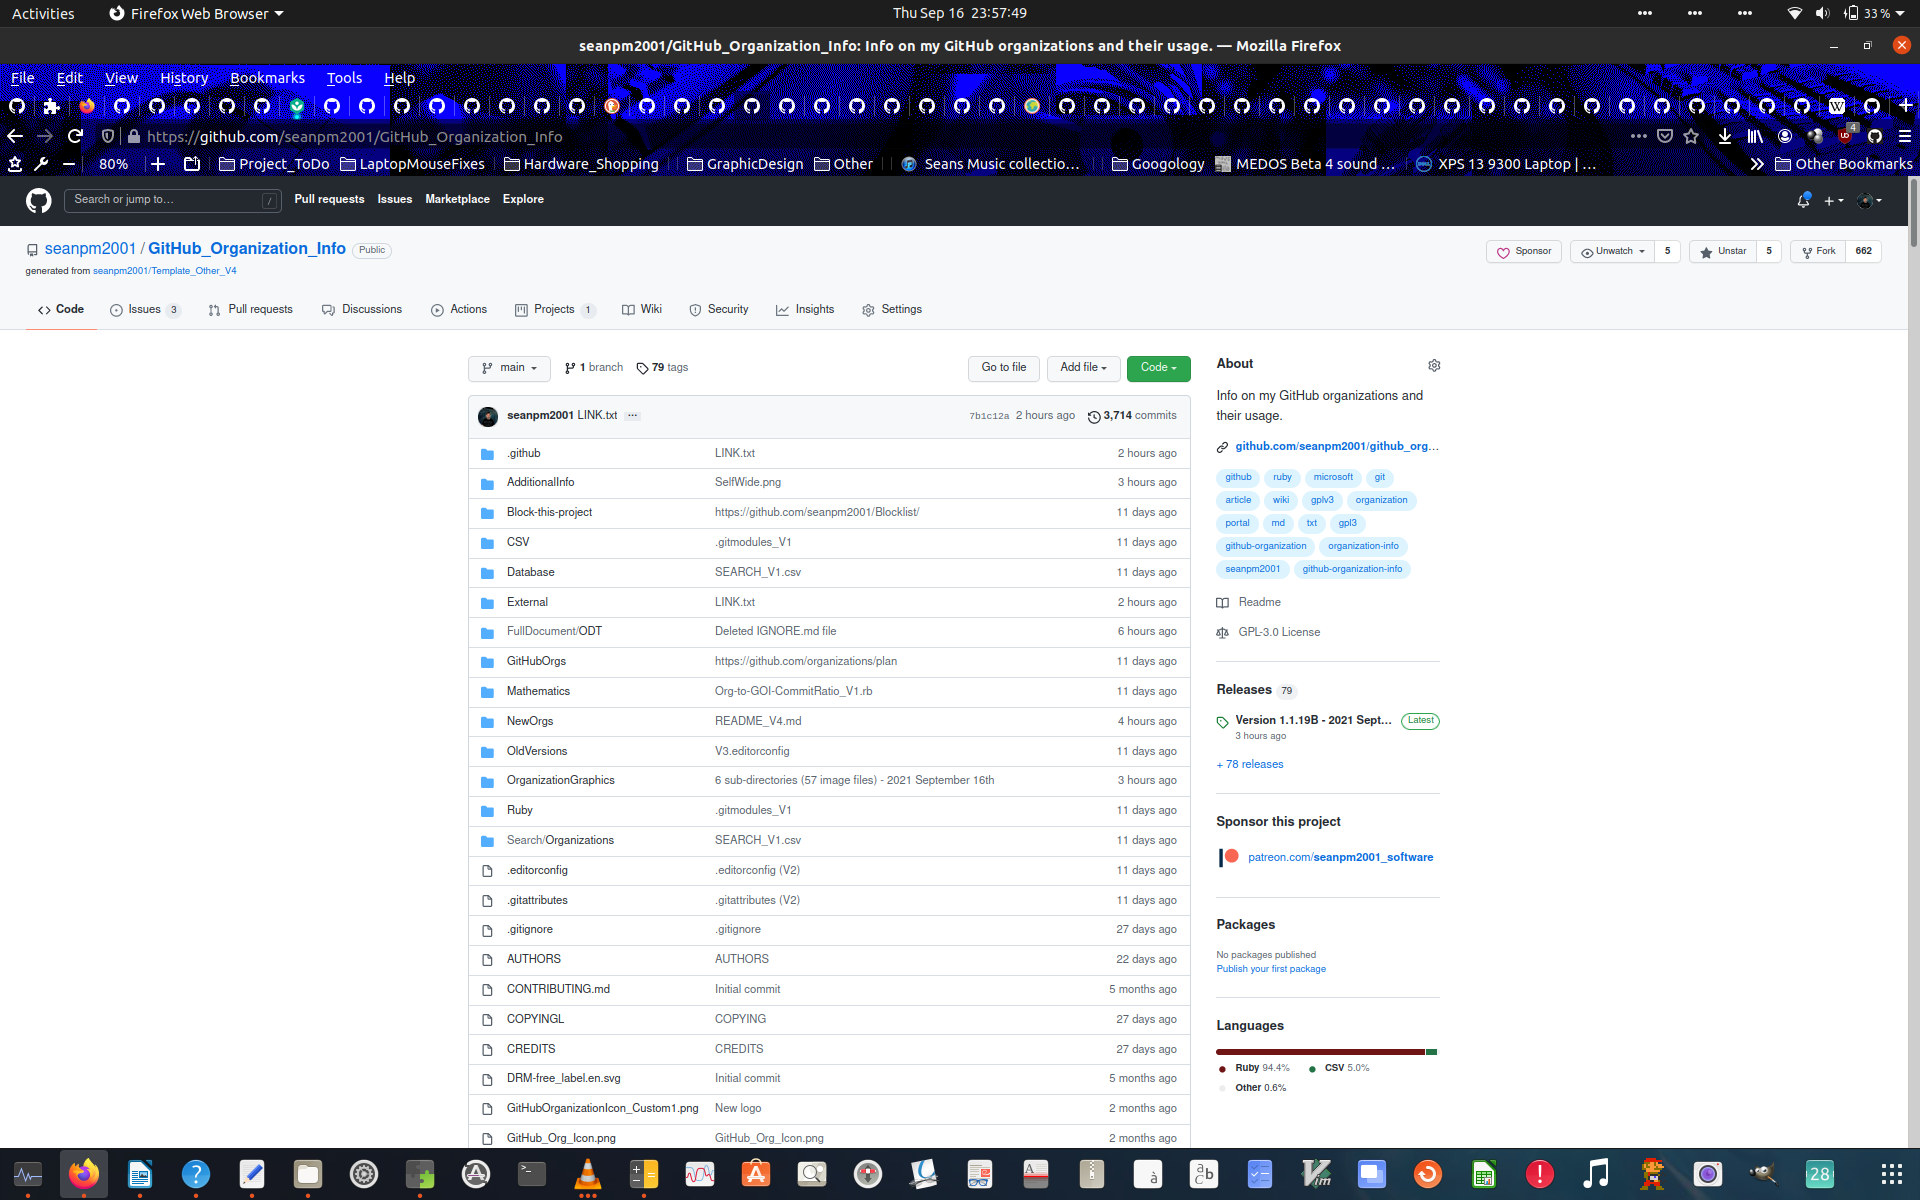 Activities Firefox Web Browser Thu Sep 16 23:57:49 33 %
seanpm2001/GitHub_Organization_Info: Info on my GitHub organizations and their usage. — Mozilla Firefox
File Edit View History Bookmarks Tools Help
https://github.com/seanpm2001/GitHub_Organization_Info 4
80% Project_ToDo LaptopMouseFixes Hardware_Shopping GraphicDesign Other Seans Music collectio… Googology MEDOS Beta 4 sound … XPS 13 9300 Laptop | … Other Bookmarks
Search or jump to… / Pull requests Issues Marketplace Explore
seanpm2001 / GitHub_Organization_Info Public Sponsor Unwatch 5 Unstar 5 Fork 662
generated from seanpm2001/Template_Other_V4
Code Issues 3 Pull requests Discussions Actions Projects 1 Wiki Security Insights Settings
main 1 branch 79 tags Go to file Add file Code
seanpm2001 LINK.txt ... 7b1c12a 2 hours ago 3,714 commits
.github LINK.txt 2 hours ago
AdditionalInfo SelfWide.png 3 hours ago
Block-this-project https://github.com/seanpm2001/Blocklist/ 11 days ago
CSV .gitmodules_V1 11 days ago
Database SEARCH_V1.csv 11 days ago
External LINK.txt 2 hours ago
FullDocument/ODT Deleted IGNORE.md file 6 hours ago
GitHubOrgs https://github.com/organizations/plan 11 days ago
Mathematics Org-to-GOI-CommitRatio_V1.rb 11 days ago
NewOrgs README_V4.md 4 hours ago
OldVersions V3.editorconfig 11 days ago
OrganizationGraphics 6 sub-directories (57 image files) - 2021 September 16th 3 hours ago
Ruby .gitmodules_V1 11 days ago
Search/Organizations SEARCH_V1.csv 11 days ago
.editorconfig .editorconfig (V2) 11 days ago
.gitattributes .gitattributes (V2) 11 days ago
.gitignore .gitignore 27 days ago
AUTHORS AUTHORS 22 days ago
CONTRIBUTING.md Initial commit 5 months ago
COPYINGL COPYING 27 days ago
CREDITS CREDITS 27 days ago
DRM-free_label.en.svg Initial commit 5 months ago
GitHubOrganizationIcon_Custom1.png New logo 2 months ago
GitHub_Org_Icon.png GitHub_Org_Icon.png 2 months ago
About
Info on my GitHub organizations and
their usage.
github.com/seanpm2001/github_org…
github ruby microsoft git
article wiki gplv3 organization
portal md txt gpl3
github-organization organization-info
seanpm2001 github-organization-info
Readme
GPL-3.0 License
Releases 79
Version 1.1.19B - 2021 Sept… Latest
3 hours ago
+ 78 releases
Sponsor this project
patreon.com/seanpm2001_software
Packages
No packages published
Publish your first package
Languages
Ruby 94.4% CSV 5.0%
Other 0.6%
28